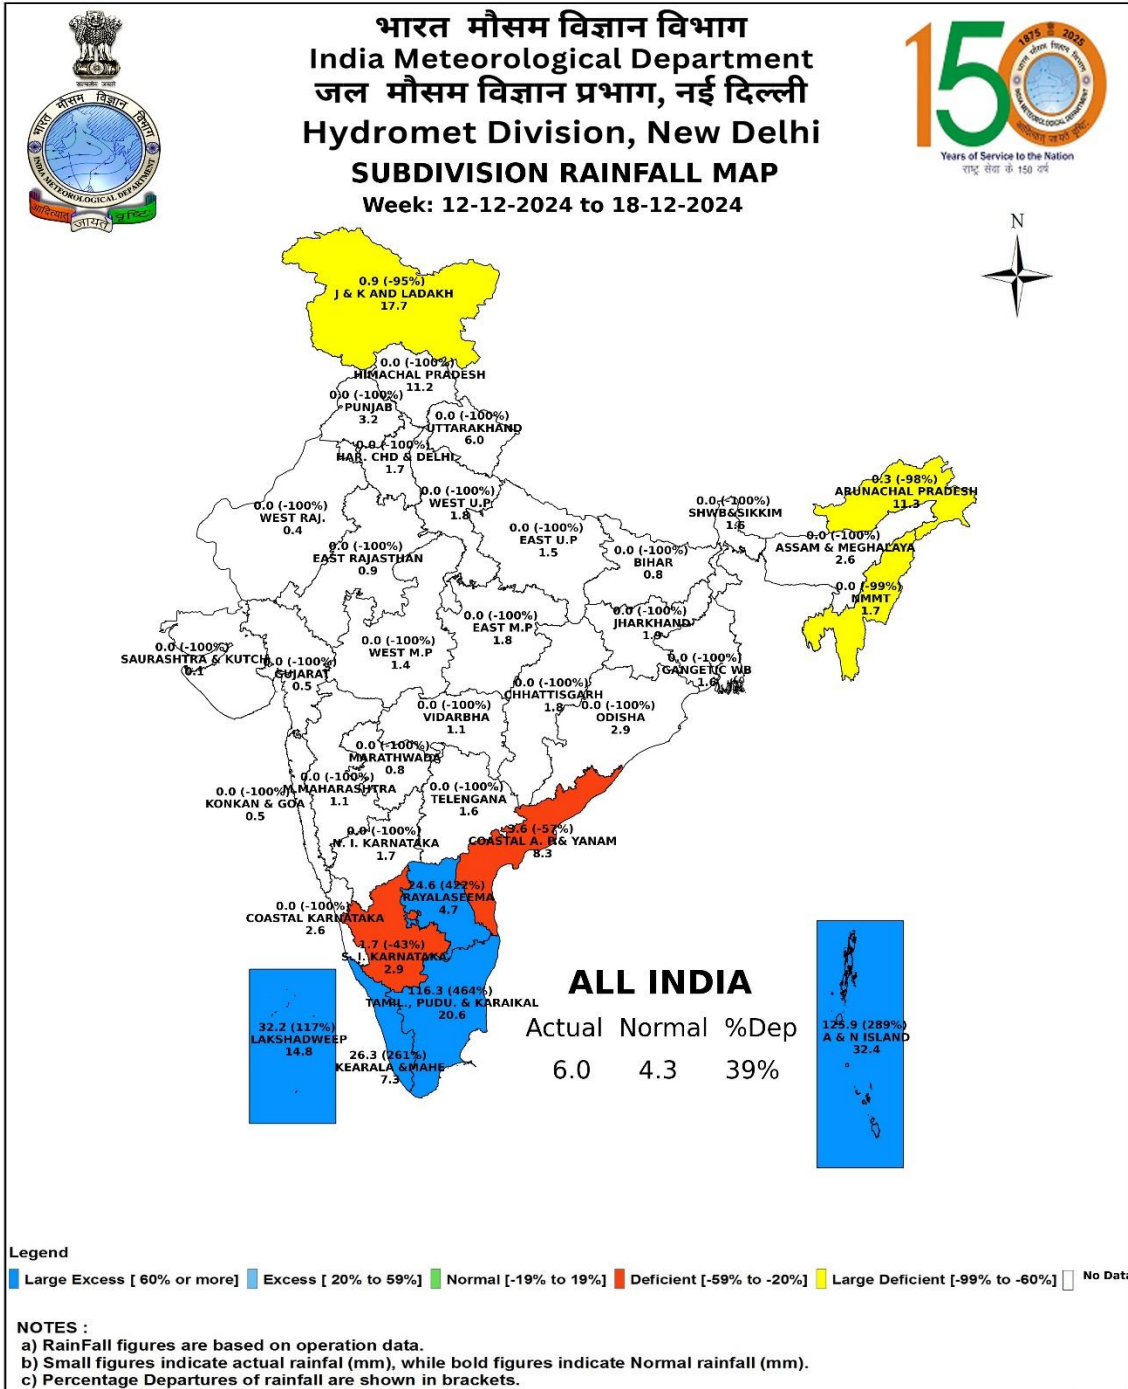 भारत मौसम विज्ञान विभाग
India Meteorological Department
जल मौसम विज्ञान प्रभाग, नई दिल्ली
Hydromet Division, New Delhi
SUBDIVISION RAINFALL MAP
Week: 12-12-2024 to 18-12-2024
सत्यमेव जयते
भारत मौसम विज्ञान विभाग
INDIA METEOROLOGICAL DEPARTMENT
आदित्यात् जायते वृष्टि:
150
1875 2025
INDIA METEOROLOGICAL DEPARTMENT
Years of Service to the Nation
राष्ट्र सेवा के 150 वर्ष
N
0.9 (-95%)
J & K AND LADAKH
17.7
0.0 (-100%)
HIMACHAL PRADESH
11.2
0.0 (-100%)
PUNJAB
3.2
0.0 (-100%)
UTTARAKHAND
6.0
0.0 (-100%)
HAR. CHD & DELHI
1.7
0.0 (-100%)
WEST RAJ.
0.4
0.0 (-100%)
WEST U.P
1.8
0.0 (-100%)
EAST U.P
1.5
0.0 (-100%)
EAST RAJASTHAN
0.9
0.0 (-100%)
BIHAR
0.8
0.0 (-100%)
SHWB&SIKKIM
1.6
0.3 (-98%)
ARUNACHAL PRADESH
11.3
0.0 (-100%)
ASSAM & MEGHALAYA
2.6
0.0 (-99%)
NMMT
1.7
0.0 (-100%)
JHARKHAND
1.9
0.0 (-100%)
EAST M.P
1.8
0.0 (-100%)
WEST M.P
1.4
0.0 (-100%)
SAURASHTRA & KUTCH
0.1
0.0 (-100%)
GUJARAT
0.5
0.0 (-100%)
GANGETIC WB
1.6
0.0 (-100%)
CHHATTISGARH
1.8
0.0 (-100%)
ODISHA
2.9
0.0 (-100%)
VIDARBHA
1.1
0.0 (-100%)
MARATHWADA
0.8
0.0 (-100%)
M.MAHARASHTRA
1.1
0.0 (-100%)
KONKAN & GOA
0.5
0.0 (-100%)
TELENGANA
1.6
0.0 (-100%)
N. I. KARNATAKA
1.7
3.6 (-57%)
COASTAL A. P.& YANAM
8.3
24.6 (422%)
RAYALASEEMA
4.7
0.0 (-100%)
COASTAL KARNATAKA
2.6
1.7 (-43%)
S. I. KARNATAKA
2.9
116.3 (464%)
TAMIL., PUDU. & KARAIKAL
20.6
32.2 (117%)
LAKSHADWEEP
14.8
26.3 (261%)
KEARALA &MAHE
7.3
125.9 (289%)
A & N ISLAND
32.4
ALL INDIA
Actual Normal %Dep
6.0 4.3 39%
Legend
Large Excess [ 60% or more] Excess [ 20% to 59%] Normal [-19% to 19%] Deficient [-59% to -20%] Large Deficient [-99% to -60%] No Data
NOTES :
a) RainFall figures are based on operation data.
b) Small figures indicate actual rainfal (mm), while bold figures indicate Normal rainfall (mm).
c) Percentage Departures of rainfall are shown in brackets.